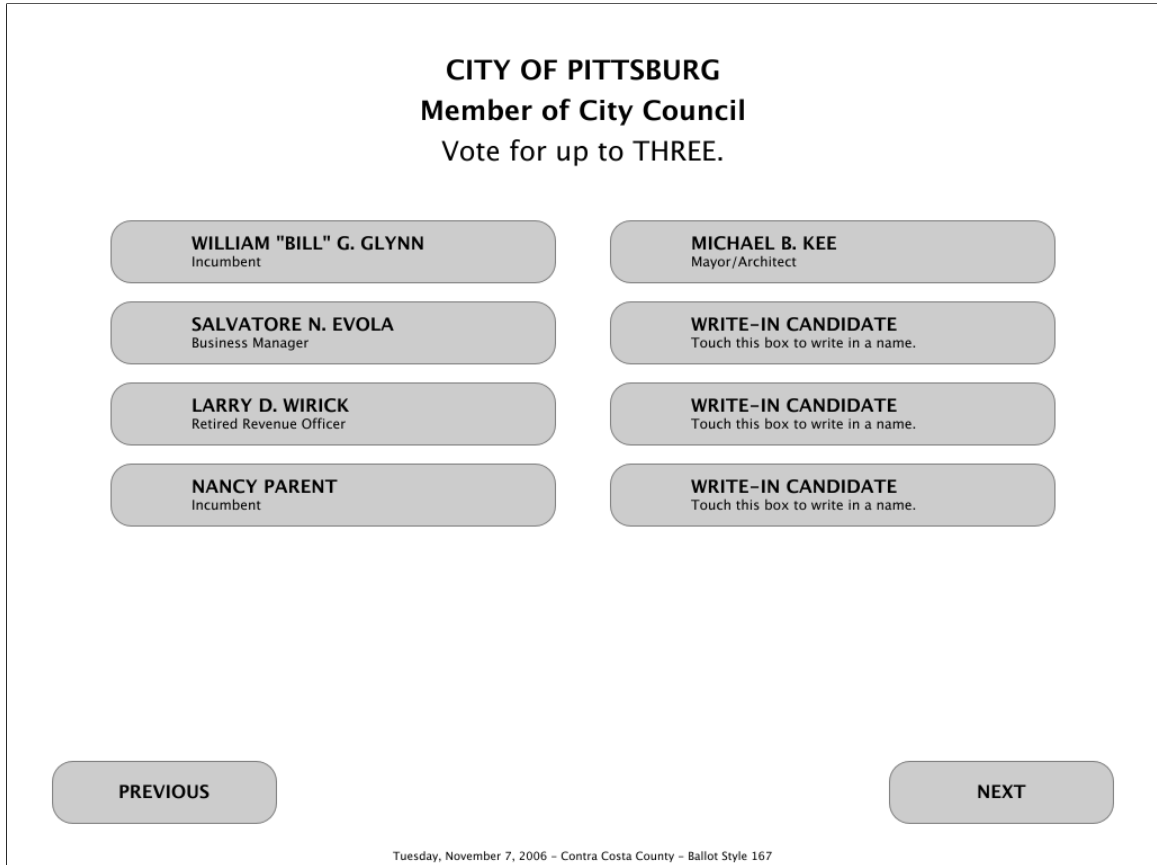 CITY OF PITTSBURG
Member of City Council
Vote for up to THREE.
WILLIAM "BILL" G. GLYNN
Incumbent
SALVATORE N. EVOLA
Business Manager
LARRY D. WIRICK
Retired Revenue Officer
NANCY PARENT
Incumbent
MICHAEL B. KEE
Mayor/Architect
WRITE-IN CANDIDATE
Touch this box to write in a name.
WRITE-IN CANDIDATE
Touch this box to write in a name.
WRITE-IN CANDIDATE
Touch this box to write in a name.
PREVIOUS
NEXT
Tuesday, November 7, 2006 - Contra Costa County - Ballot Style 167